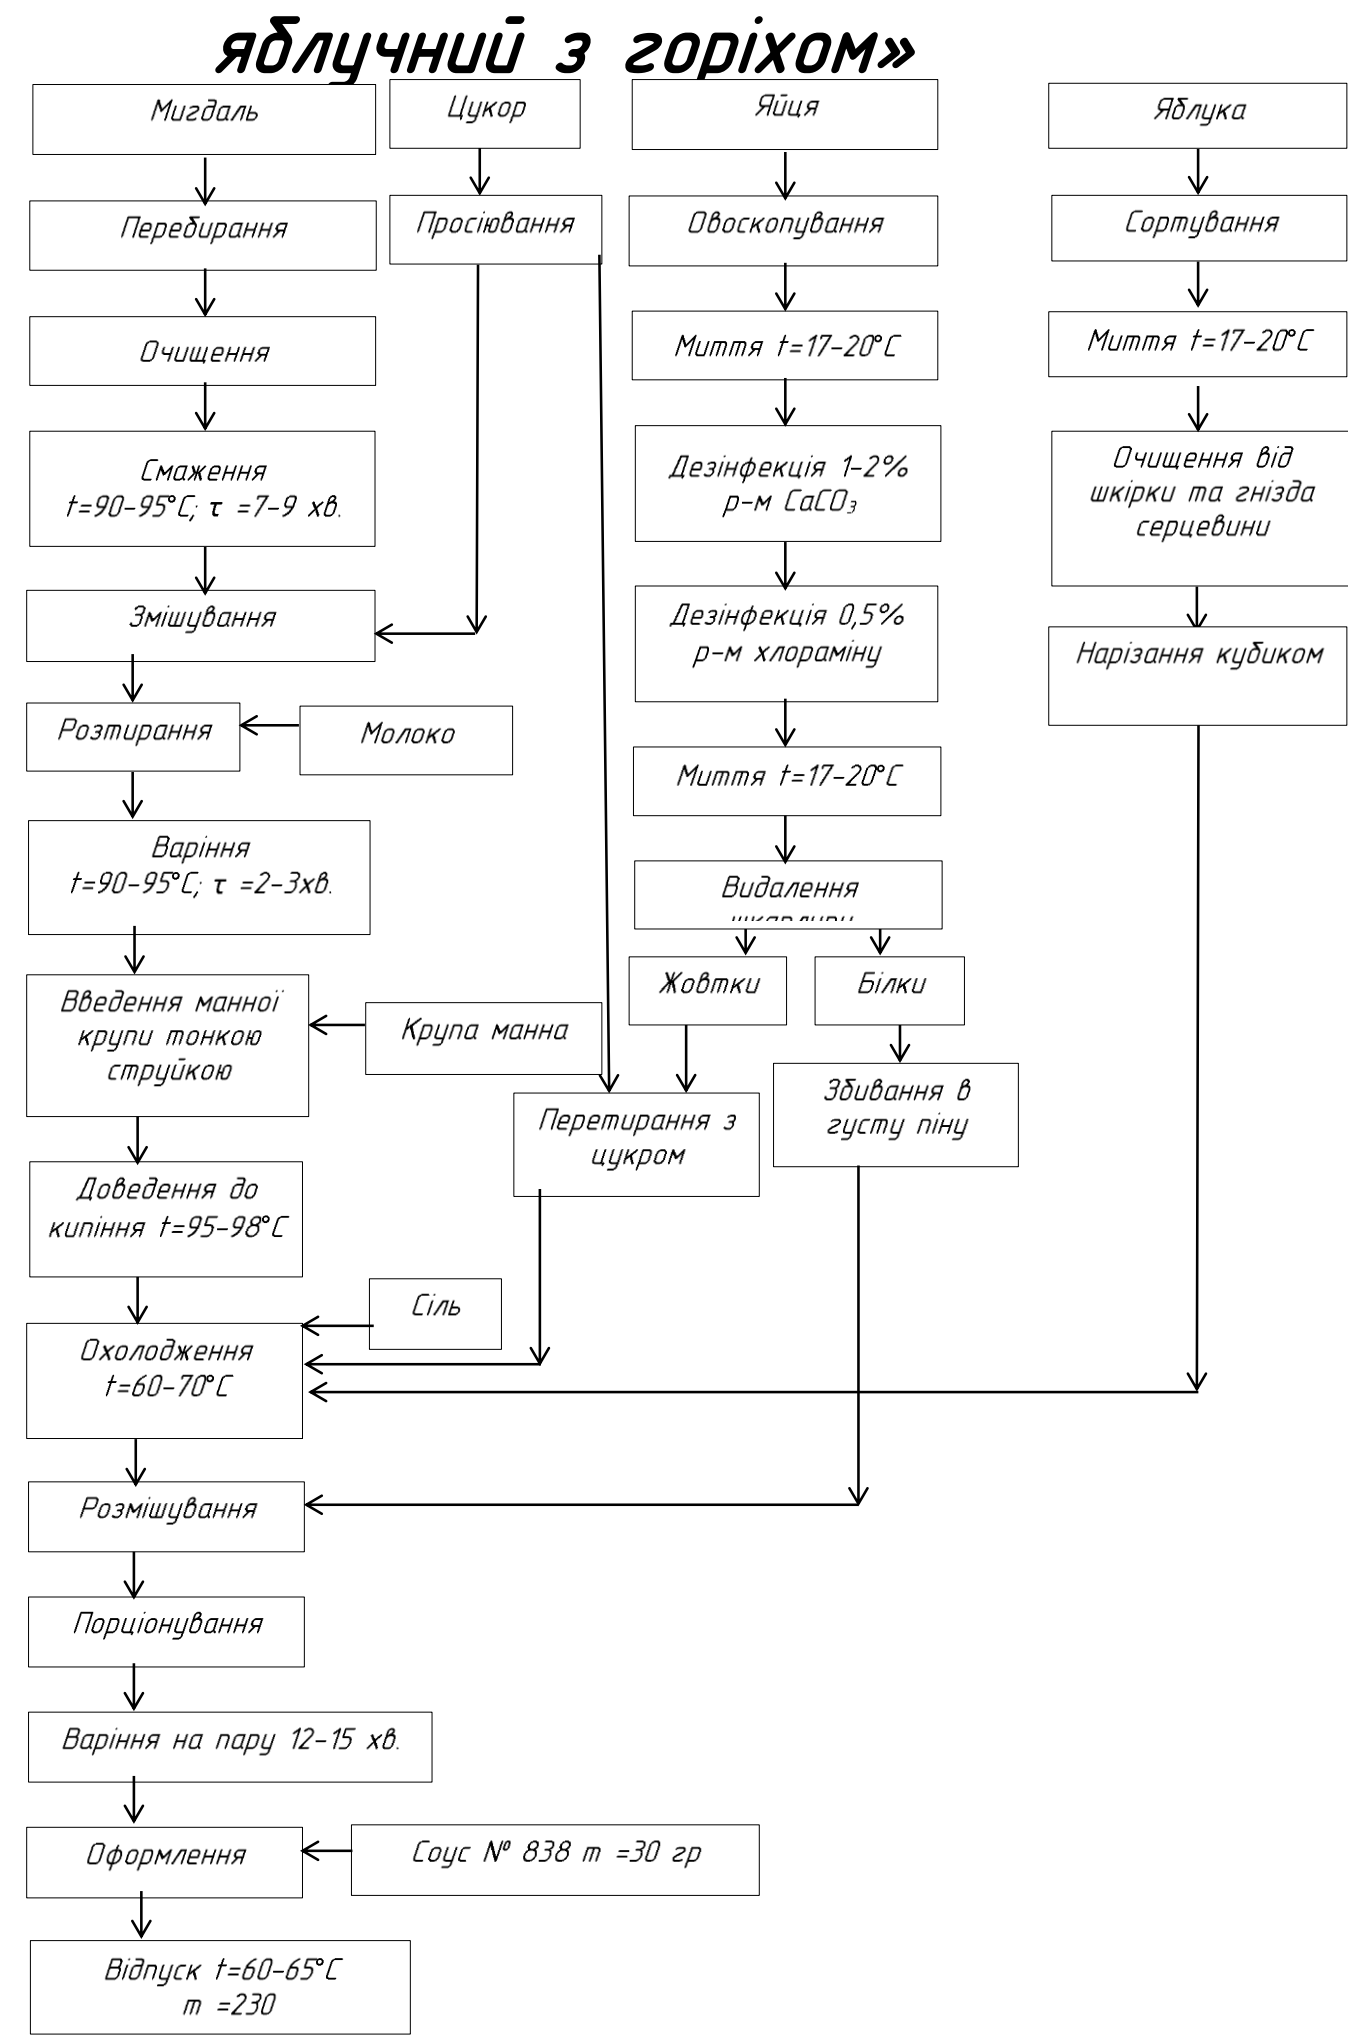 яблучний з горіхом»
Мигдаль
Цукор
Яйця
Яблука
Перебирання
Просіювання
Овоскопування
Сортування
Очищення
Миття t=17-20°C
Миття t=17-20°C
Смаження
t=90-95°C; τ =7-9 хв.
Дезінфекція 1-2%
р-м CaCO₃
Очищення від
шкірки та гнізда
серцевини
Змішування
Дезінфекція 0,5%
р-м хлораміну
Нарізання кубиком
Розтирання
Молоко
Миття t=17-20°C
Варіння
t=90-95°C; τ =2-3хв.
Видалення
Жовтки
Білки
Введення манної
крупи тонкою
струйкою
Крупа манна
Збивання в
густу піну
Перетирання з
цукром
Доведення до
кипіння t=95-98°C
Сіль
Охолодження
t=60-70°C
Розмішування
Порціонування
Варіння на пару 12-15 хв.
Оформлення
Соус № 838 m =30 гр
Відпуск t=60-65°C
m =230